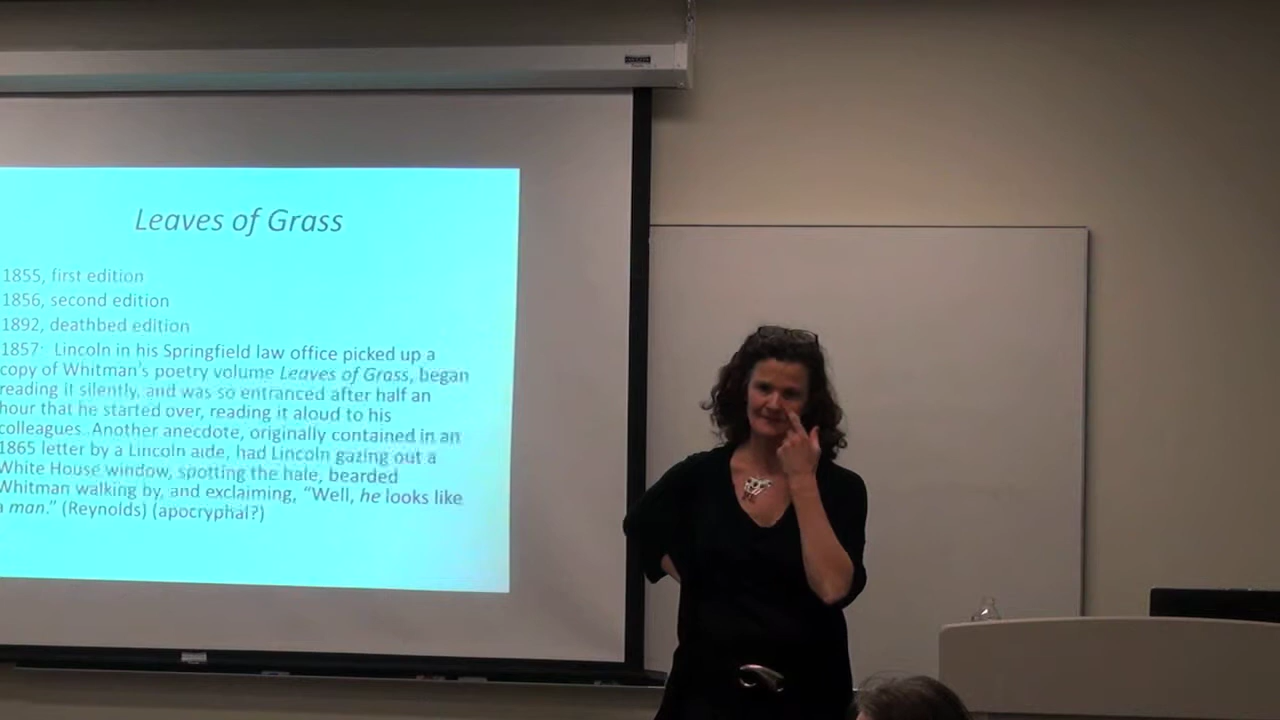 Leaves of Grass
1855, first edition
1856, second edition
1892, deathbed edition
1857: Lincoln in his Springfield law office picked up a
copy of Whitman's poetry volume Leaves of Grass, began
reading it silently, and was so entranced after half an
hour that he started over, reading it aloud to his
colleagues. Another anecdote, originally contained in an
1865 letter by a Lincoln aide, had Lincoln gazing out a
White House window, spotting the hale, bearded
Whitman walking by, and exclaiming, "Well, he looks like
a man." (Reynolds) (apocryphal?)